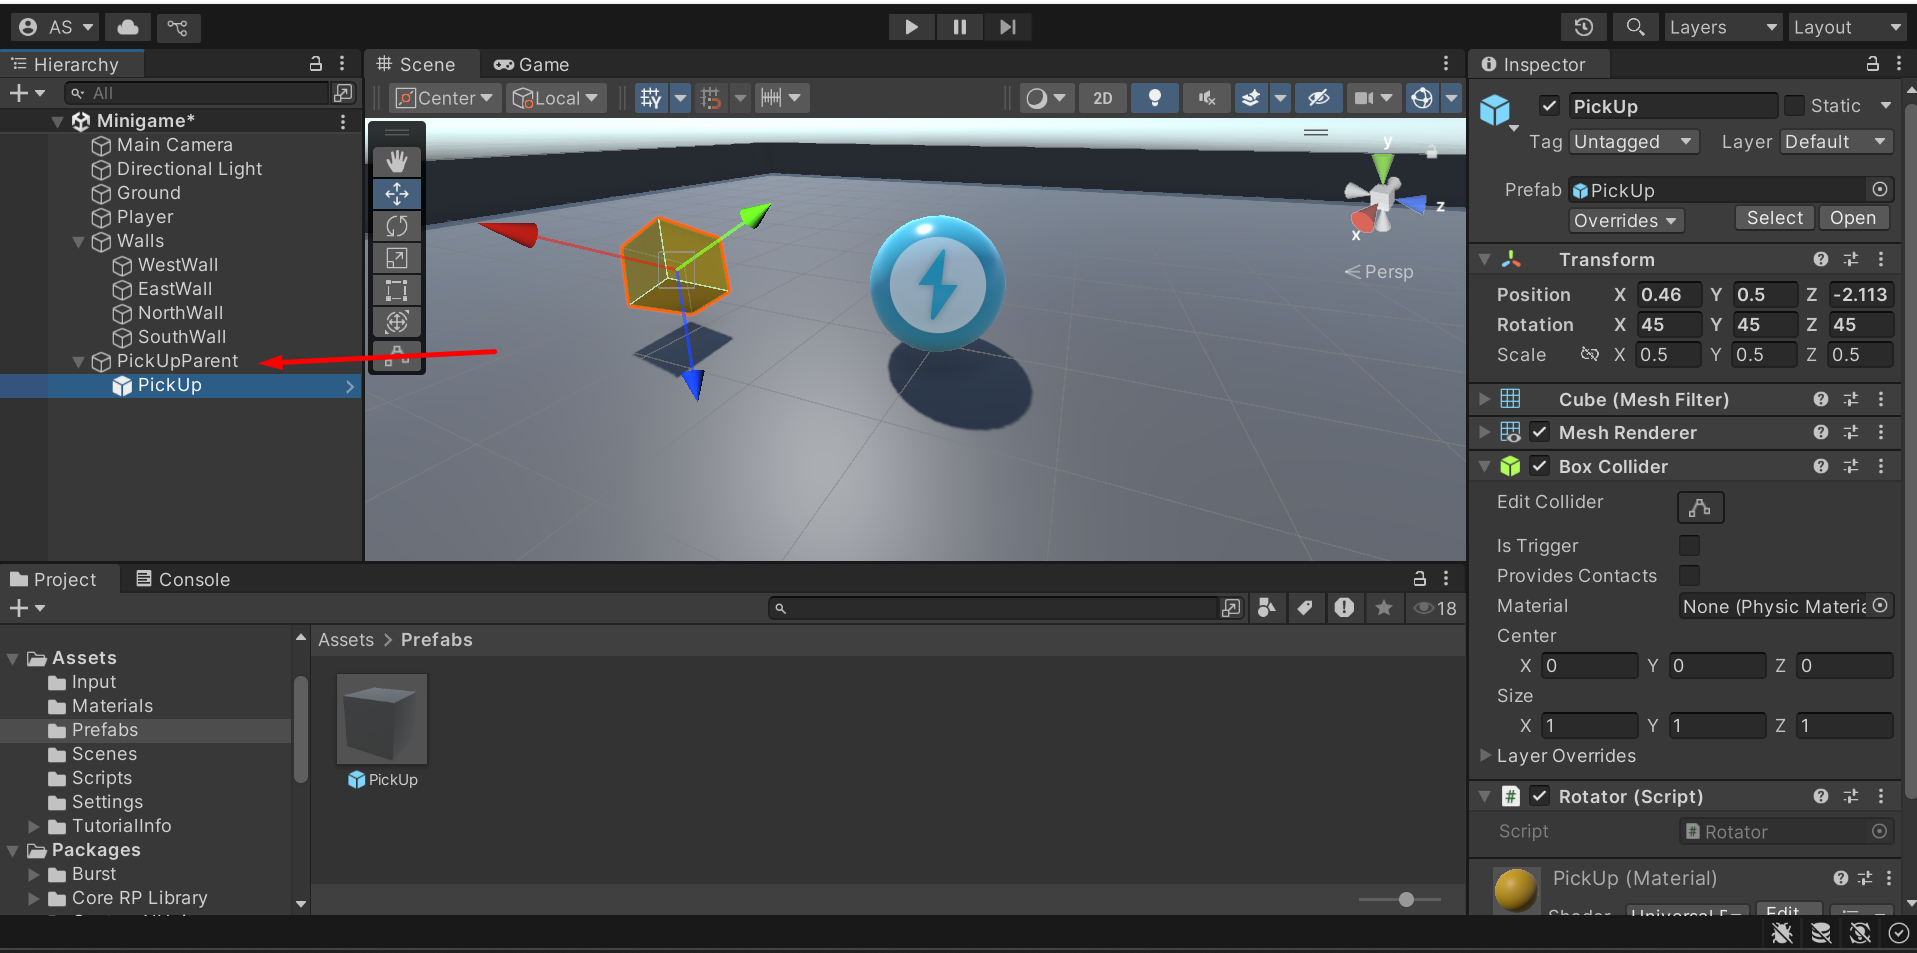 AS
Layers
Layout
Hierarchy
All
Minigame*
Main Camera
Directional Light
Ground
Player
Walls
WestWall
EastWall
NorthWall
SouthWall
PickUpParent
PickUp
Scene
Game
Center
Local
2D
y
z
x
Persp
Inspector
PickUp
Static
Tag
Untagged
Layer
Default
Prefab
PickUp
Overrides
Select
Open
Transform
Position X 0.46 Y 0.5 Z -2.113
Rotation X 45 Y 45 Z 45
Scale X 0.5 Y 0.5 Z 0.5
Cube (Mesh Filter)
Mesh Renderer
Box Collider
Edit Collider
Is Trigger
Provides Contacts
Material None (Physic Materia
Center
X 0 Y 0 Z 0
Size
X 1 Y 1 Z 1
Layer Overrides
# Rotator (Script)
Script # Rotator
PickUp (Material)
Edit
Project
Console
18
Assets
Input
Materials
Prefabs
Scenes
Scripts
Settings
TutorialInfo
Packages
Burst
Core RP Library
Assets > Prefabs
PickUp